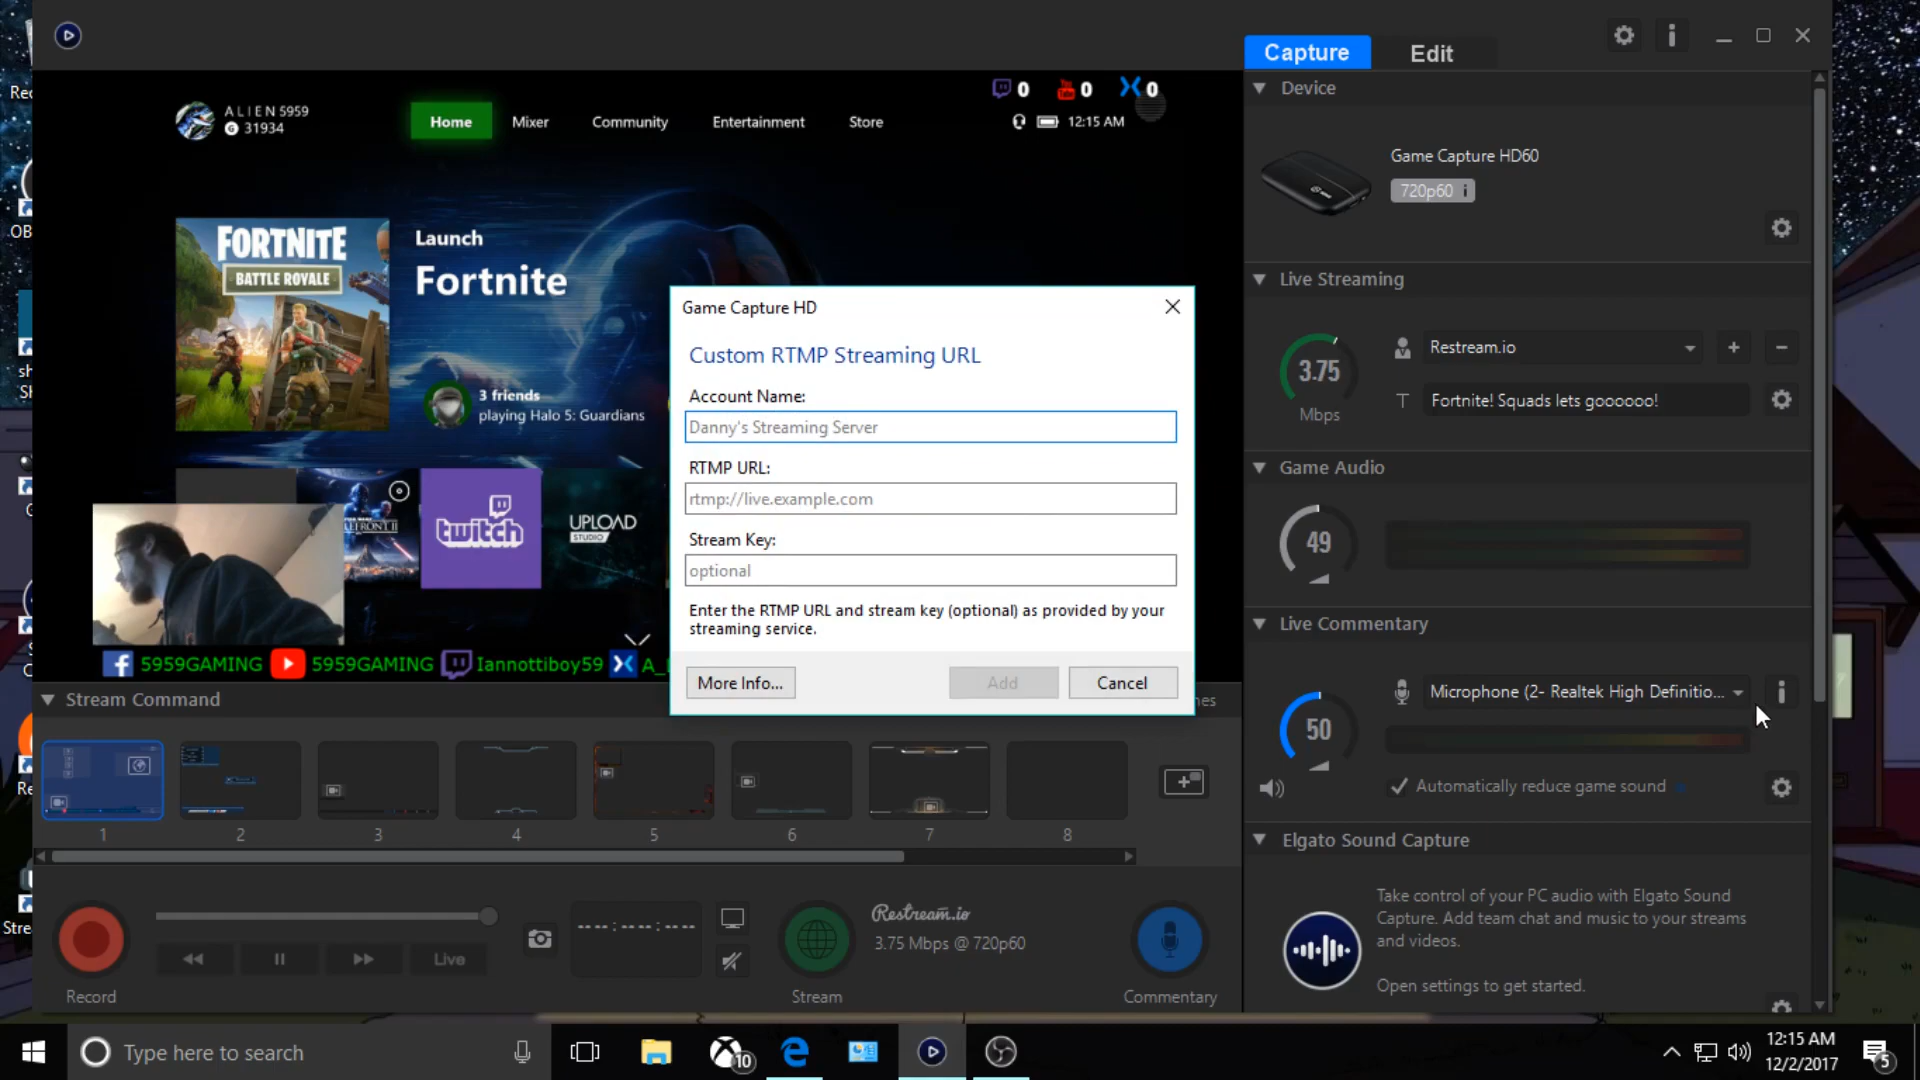 Capture
Edit
ALIEN 5959
G 31934
Home
Mixer
Community
Entertainment
Store
0
You
Tube
0
0
12:15 AM
FORTNITE
BATTLE ROYALE
Launch
Fortnite
3 friends
playing Halo 5: Guardians
twitch
UPLOAD
STUDIO
5959GAMING
5959GAMING
Iannottiboy59
A_
Game Capture HD
Custom RTMP Streaming URL
Account Name:
Danny's Streaming Server
RTMP URL:
rtmp://live.example.com
Stream Key:
optional
Enter the RTMP URL and stream key (optional) as provided by your
streaming service.
More Info...
Add
Cancel
Device
Game Capture HD60
720p60 i
Live Streaming
3.75
Mbps
Restream.io
T
Fortnite! Squads lets goooooo!
Game Audio
49
Live Commentary
50
Microphone (2- Realtek High Definitio...
Automatically reduce game sound
Elgato Sound Capture
Take control of your PC audio with Elgato Sound
Capture. Add team chat and music to your streams
and videos.
Open settings to get started.
Stream Command
1
2
3
4
5
6
7
8
Record
Live
--:--:--
Stream
Restream.io
3.75 Mbps @ 720p60
Commentary
Type here to search
10
12:15 AM
12/2/2017
5